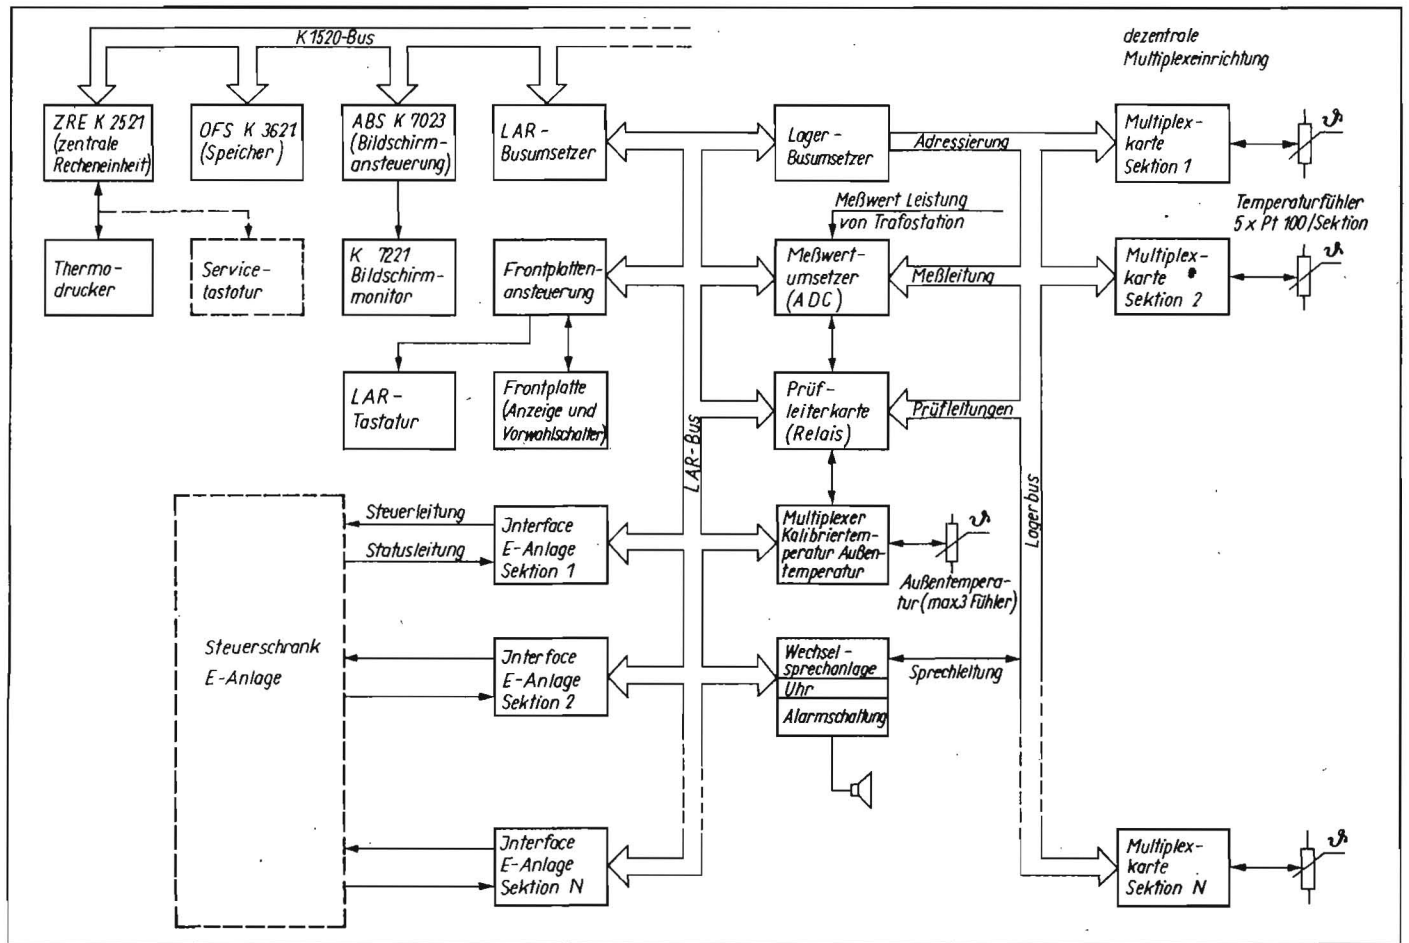 K1520-Bus
dezentrale
Multiplexeinrichtung
ZRE K 2521
(zentrale
Recheneinheit)
OFS K 3621
(Speicher)
ABS K 7023
(Bildschirm-
ansteuerung)
LAR-
Busumsetzer
Lager-
Busumsetzer
Adressierung
Multiplex-
karte
Sektion 1
ϑ
Meßwert Leistung
von Trafostation
Temperaturfühler
5 x Pt 100/Sektion
Thermo-
drucker
Service-
tastatur
K 7221
Bildschirm-
monitor
Frontplatten-
ansteuerung
Meßwert-
umsetzer
(ADC)
Meßleitung
Multiplex-
karte
Sektion 2
ϑ
LAR-
Tastatur
Frontplatte
(Anzeige und
Vorwahlschalter)
Prüf-
leiterkarte
(Relais)
Prüfleitungen
LAR-Bus
Lagerbus
Steuerleitung
Statusleitung
Interface
E-Anlage
Sektion 1
Multiplexer
Kalibriertem-
peratur Außen-
temperatur
ϑ
Außentempera-
tur (max.3 Fühler)
Steuerschrank
E-Anlage
Interface
E-Anlage
Sektion 2
Wechsel-
sprechanlage
Uhr
Alarmschaltung
Sprechleitung
Interface
E-Anlage
Sektion N
Multiplex-
karte
Sektion N
ϑ